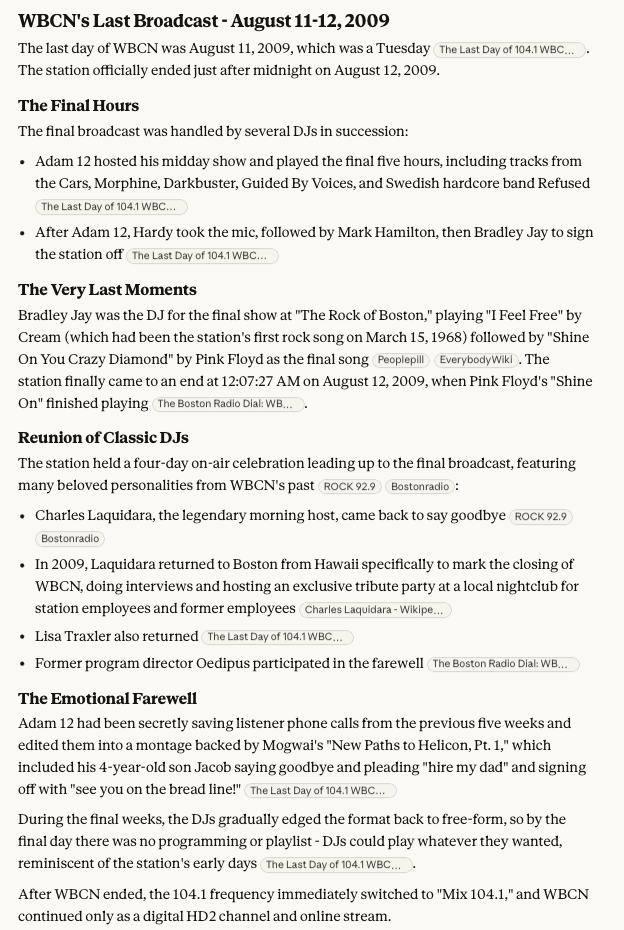 WBCN's Last Broadcast - August 11-12, 2009
The last day of WBCN was August 11, 2009, which was a Tuesday The Last Day of 104.1 WBC... .
The station officially ended just after midnight on August 12, 2009.
The Final Hours
The final broadcast was handled by several DJs in succession:
• Adam 12 hosted his midday show and played the final five hours, including tracks from
the Cars, Morphine, Darkbuster, Guided By Voices, and Swedish hardcore band Refused
The Last Day of 104.1 WBC...
• After Adam 12, Hardy took the mic, followed by Mark Hamilton, then Bradley Jay to sign
the station off The Last Day of 104.1 WBC...
The Very Last Moments
Bradley Jay was the DJ for the final show at "The Rock of Boston," playing "I Feel Free" by
Cream (which had been the station's first rock song on March 15, 1968) followed by "Shine
On You Crazy Diamond" by Pink Floyd as the final song Peoplepill EverybodyWiki . The
station finally came to an end at 12:07:27 AM on August 12, 2009, when Pink Floyd's "Shine
On" finished playing The Boston Radio Dial: WB... .
Reunion of Classic DJs
The station held a four-day on-air celebration leading up to the final broadcast, featuring
many beloved personalities from WBCN's past ROCK 92.9 Bostonradio :
• Charles Laquidara, the legendary morning host, came back to say goodbye ROCK 92.9
Bostonradio
• In 2009, Laquidara returned to Boston from Hawaii specifically to mark the closing of
WBCN, doing interviews and hosting an exclusive tribute party at a local nightclub for
station employees and former employees Charles Laquidara - Wikipe...
• Lisa Traxler also returned The Last Day of 104.1 WBC...
• Former program director Oedipus participated in the farewell The Boston Radio Dial: WB...
The Emotional Farewell
Adam 12 had been secretly saving listener phone calls from the previous five weeks and
edited them into a montage backed by Mogwai's "New Paths to Helicon, Pt. 1," which
included his 4-year-old son Jacob saying goodbye and pleading "hire my dad" and signing
off with "see you on the bread line!" The Last Day of 104.1 WBC...
During the final weeks, the DJs gradually edged the format back to free-form, so by the
final day there was no programming or playlist - DJs could play whatever they wanted,
reminiscent of the station's early days The Last Day of 104.1 WBC... .
After WBCN ended, the 104.1 frequency immediately switched to "Mix 104.1," and WBCN
continued only as a digital HD2 channel and online stream.